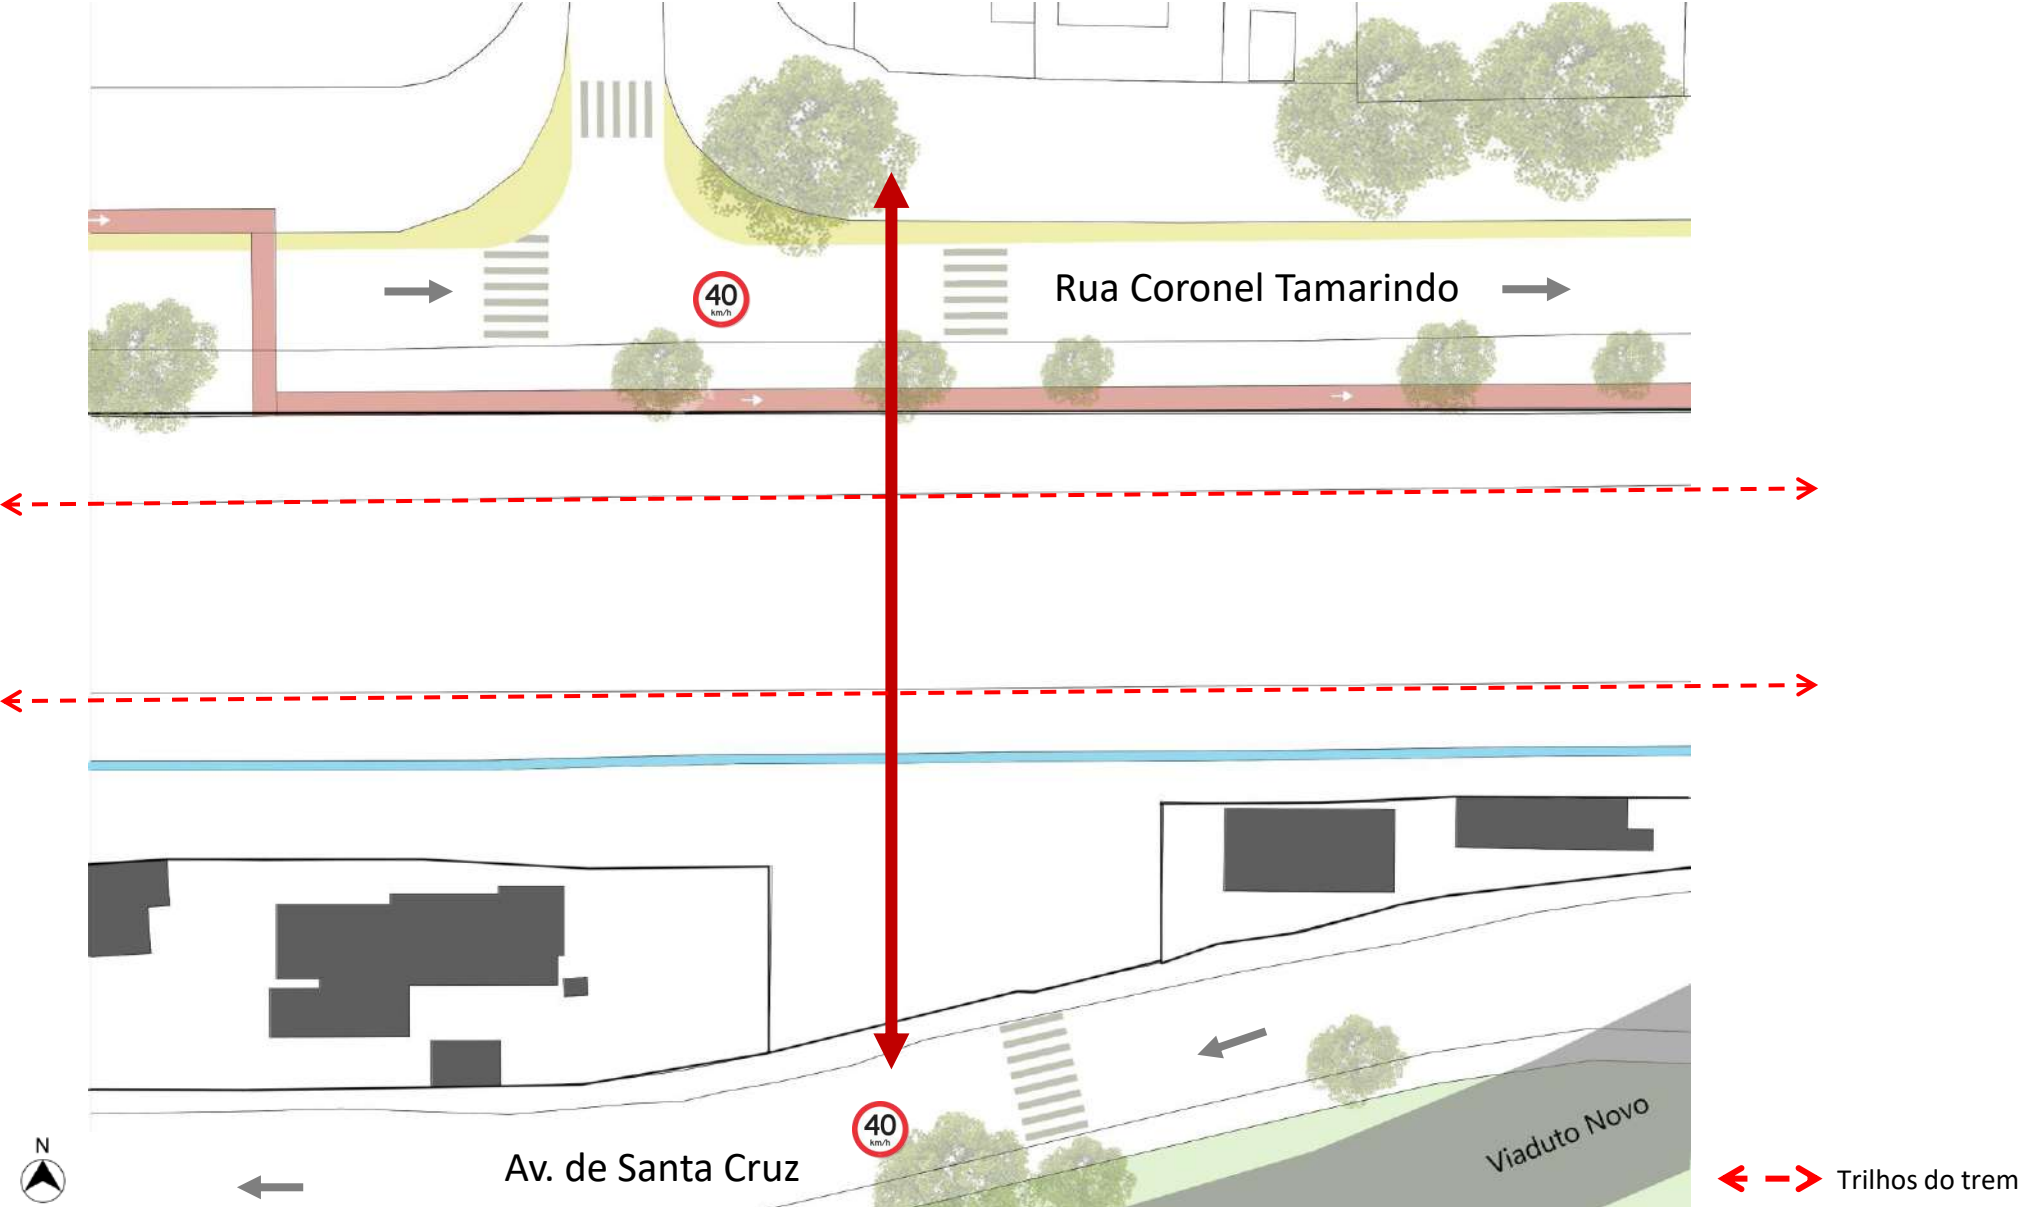 40
km/h
Rua Coronel Tamarindo
40
km/h
Viaduto Novo
N
Av. de Santa Cruz
Trilhos do trem